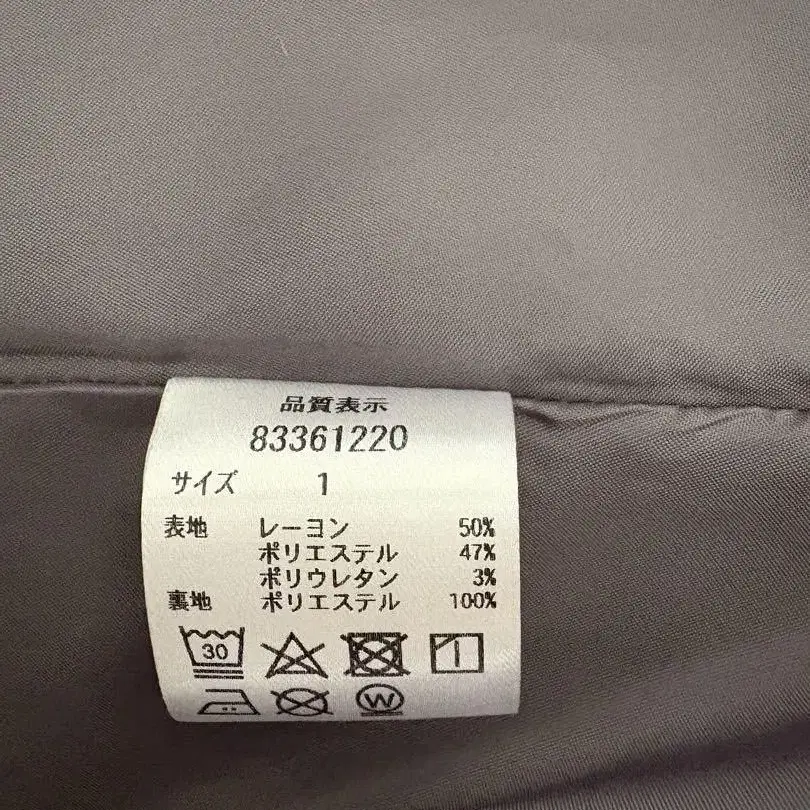 品質表示
83361220
サイズ 1
表地 レーヨン 50%
ポリエステル 47%
ポリウレタン 3%
裏地 ポリエステル 100%
30
W